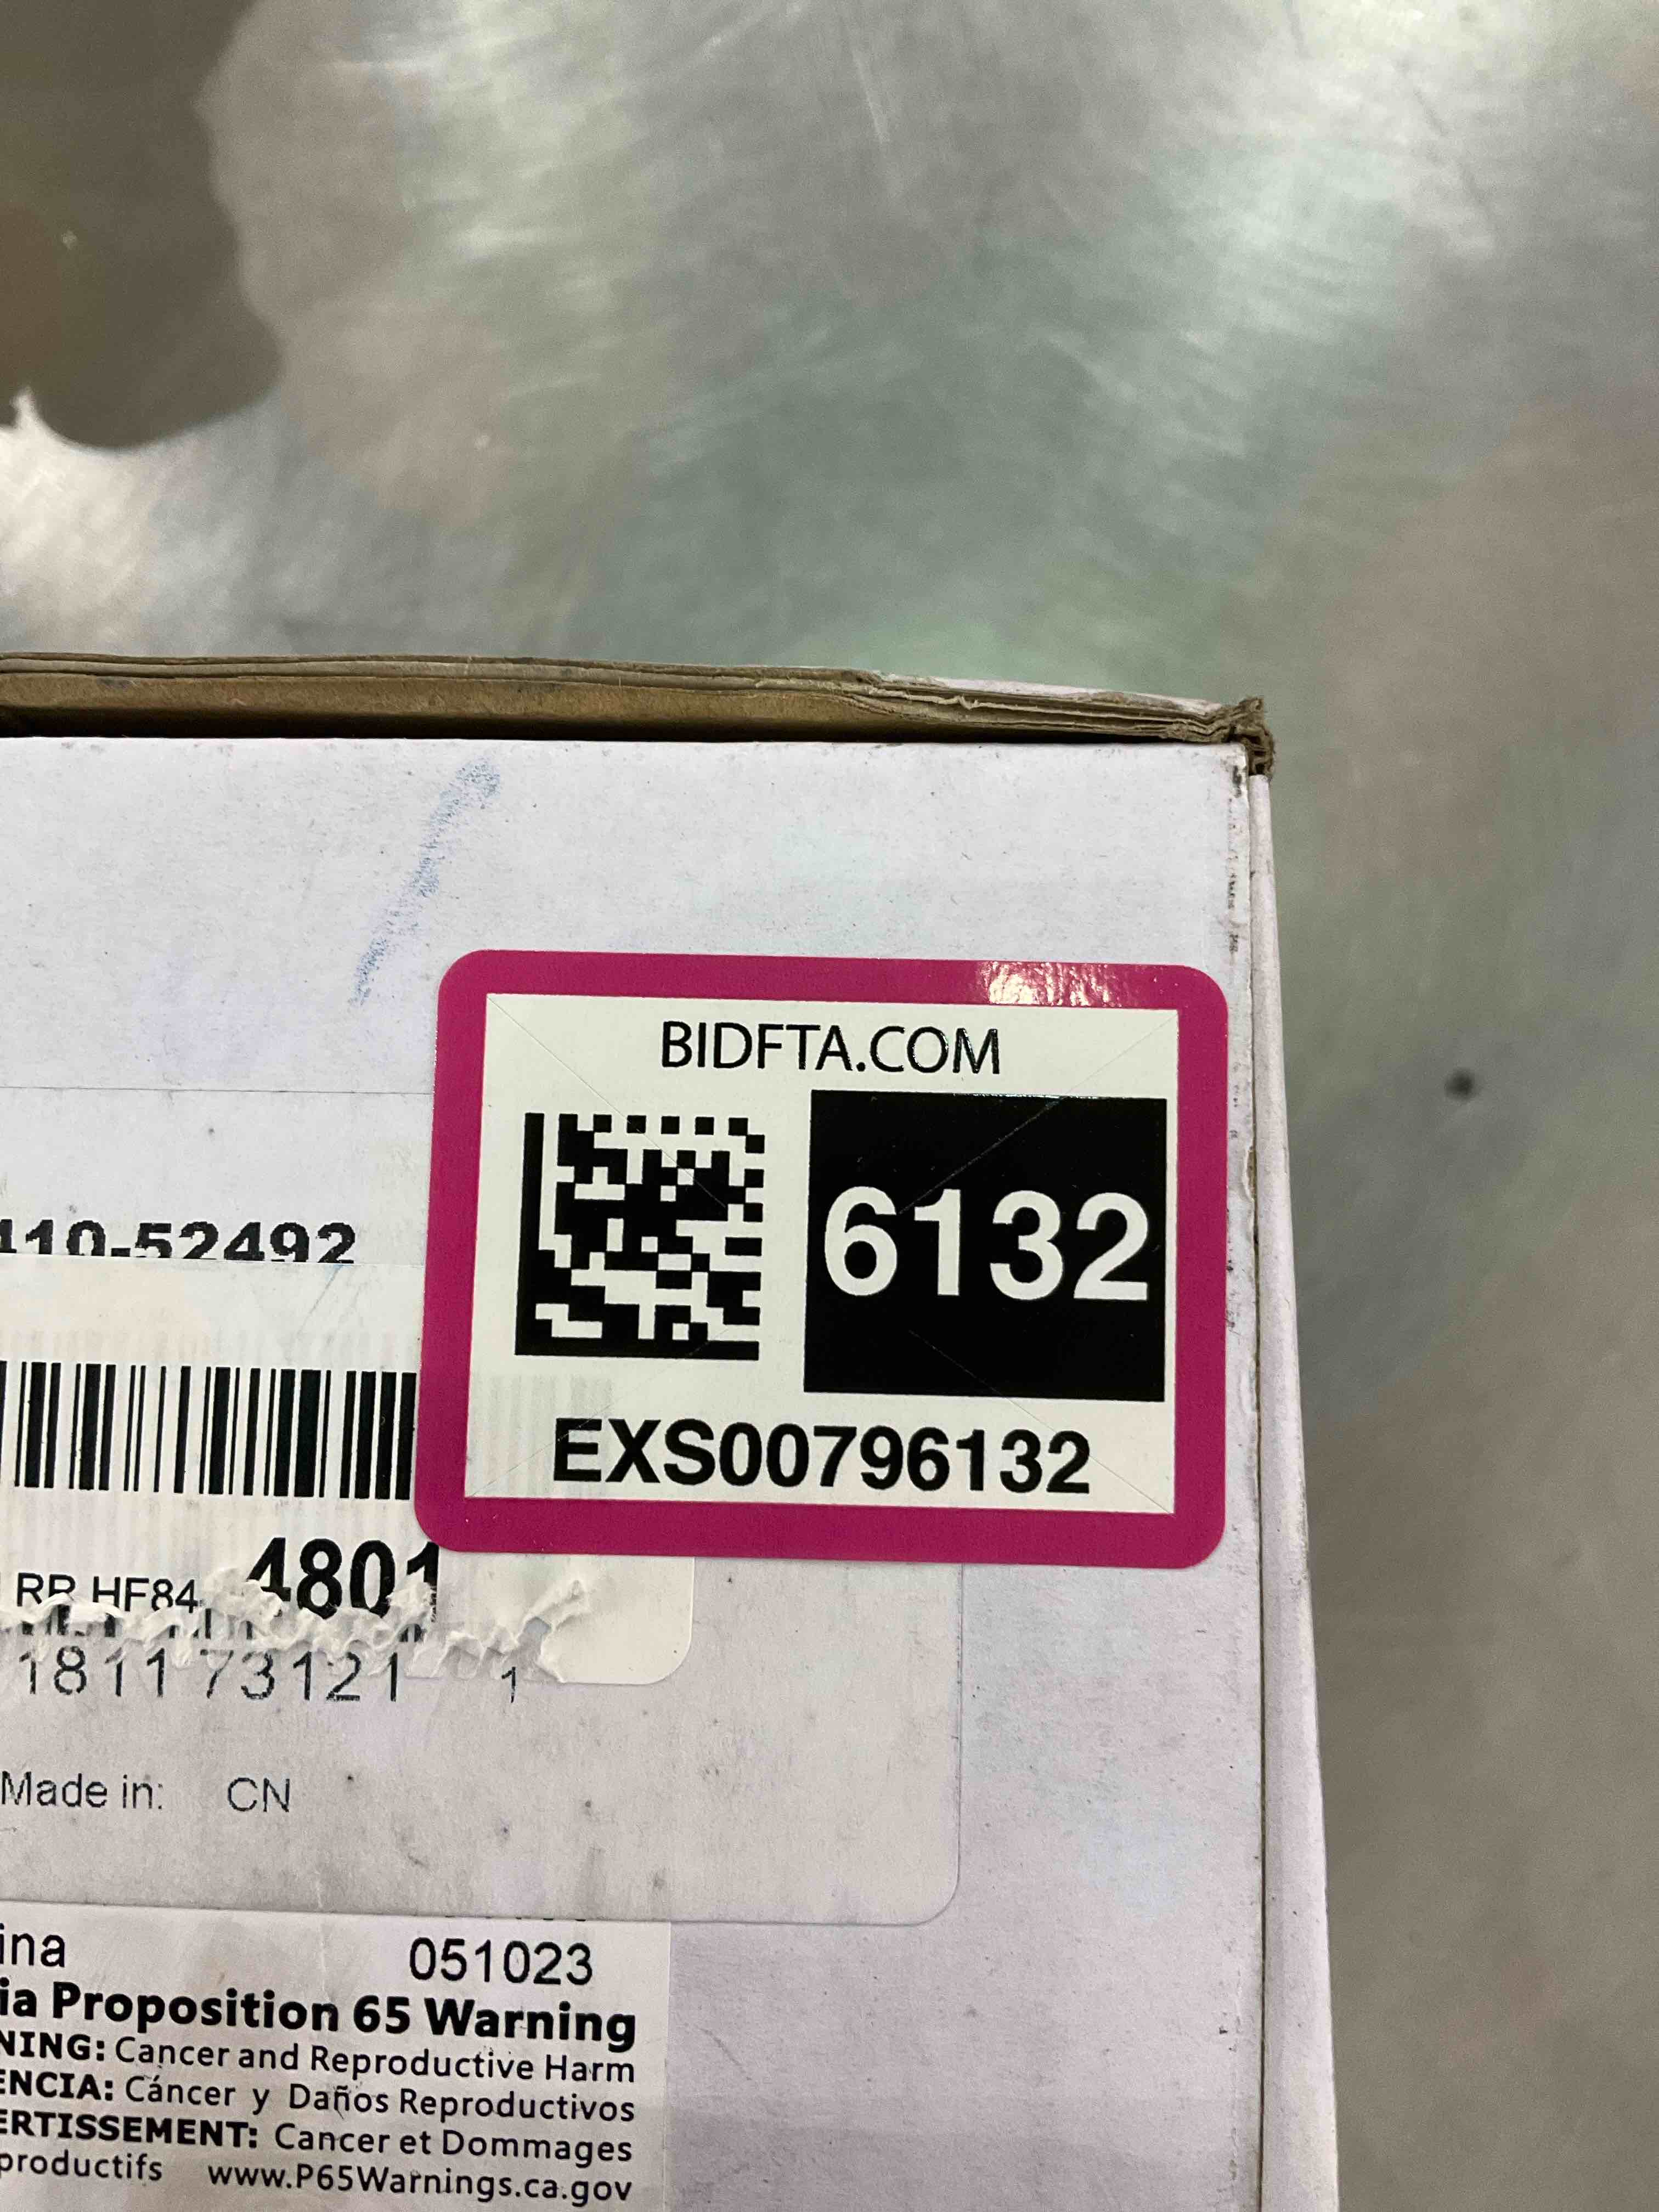 BIDFTA.COM
6132
EXS00796132
110-52492
4801
RR HF84
1811 73121 1
Made in: CN
ina
051023
ia Proposition 65 Warning
NING: Cancer and Reproductive Harm
ENCIA: Cáncer y Daños Reproductivos
ERTISSEMENT: Cancer et Dommages
productifs www.P65Warnings.ca.gov